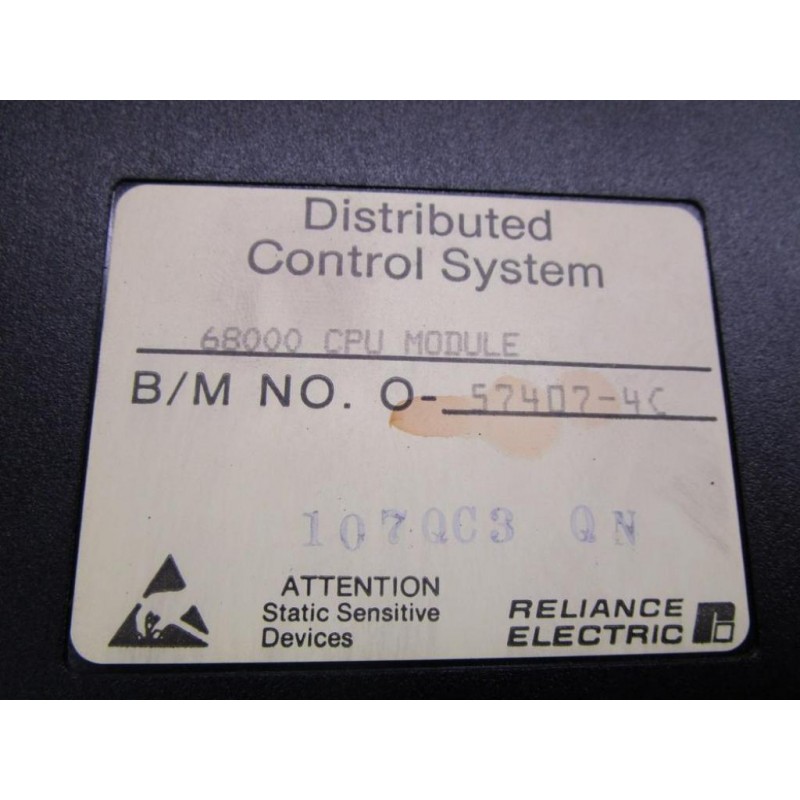 Distributed
Control System
68000 CPU MODULE
B/M NO. O- 57407-4C
107QC3 QN
ATTENTION
Static Sensitive
Devices
RELIANCE
ELECTRIC